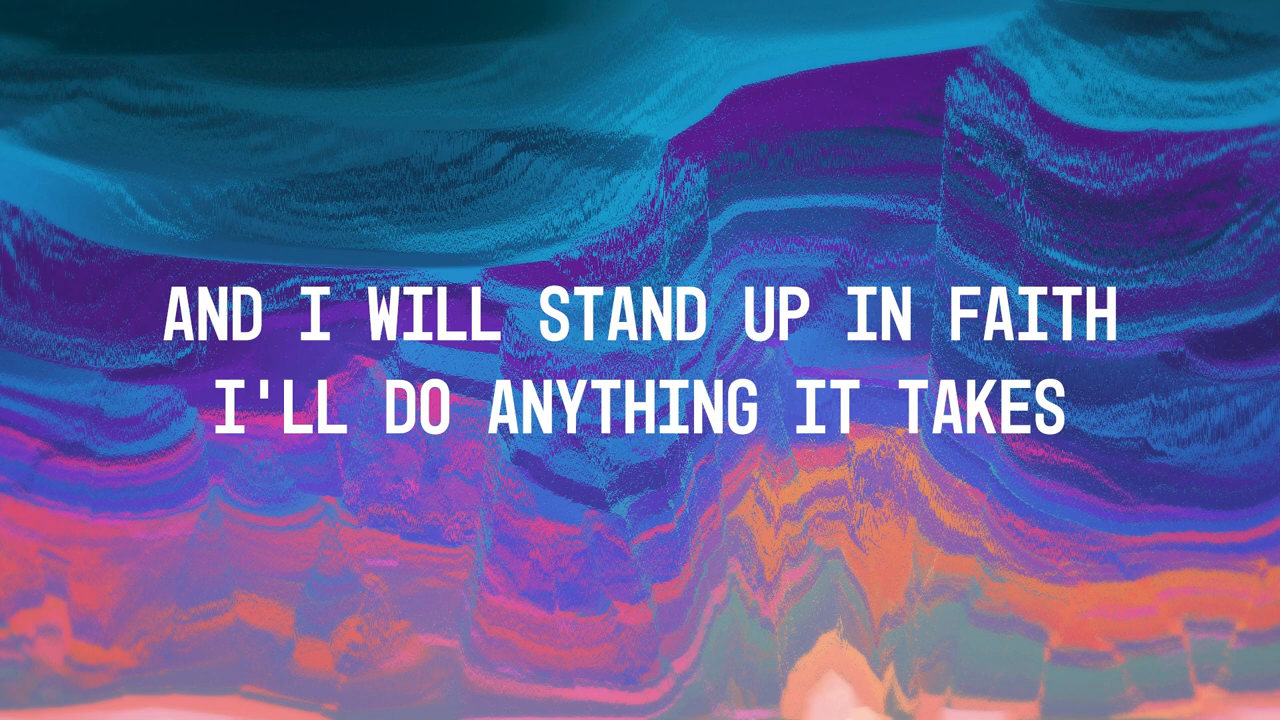 AND I WILL STAND UP IN FAITH
I'LL DO ANYTHING IT TAKES